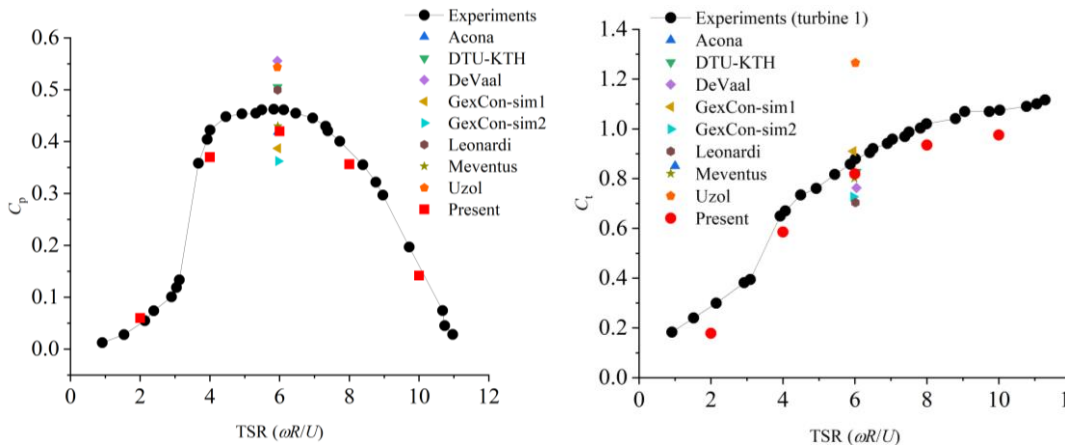 Experiments
Acona
DTU-KTH
DeVaal
GexCon-sim1
GexCon-sim2
Leonardi
Meventus
Uzol
Present
0.6
0.5
0.4
0.3
0.2
0.1
0.0
Cp
0 2 4 6 8 10 12
TSR (ωR/U)
Experiments (turbine 1)
Acona
DTU-KTH
DeVaal
GexCon-sim1
GexCon-sim2
Leonardi
Meventus
Uzol
Present
1.4
1.2
1.0
0.8
0.6
0.4
0.2
0.0
Ct
0 2 4 6 8 10
TSR (ωR/U)